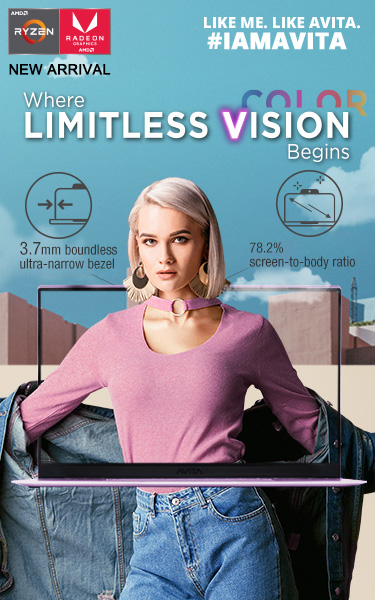 AMD
RYZEN
AMD
RADEON
GRAPHICS
AMD
NEW ARRIVAL
LIKE ME. LIKE AVITA.
#IAMAVITA
COLOR
Where
LIMITLESS VISION
Begins
3.7mm boundless
ultra-narrow bezel
78.2%
screen-to-body ratio
AVITA